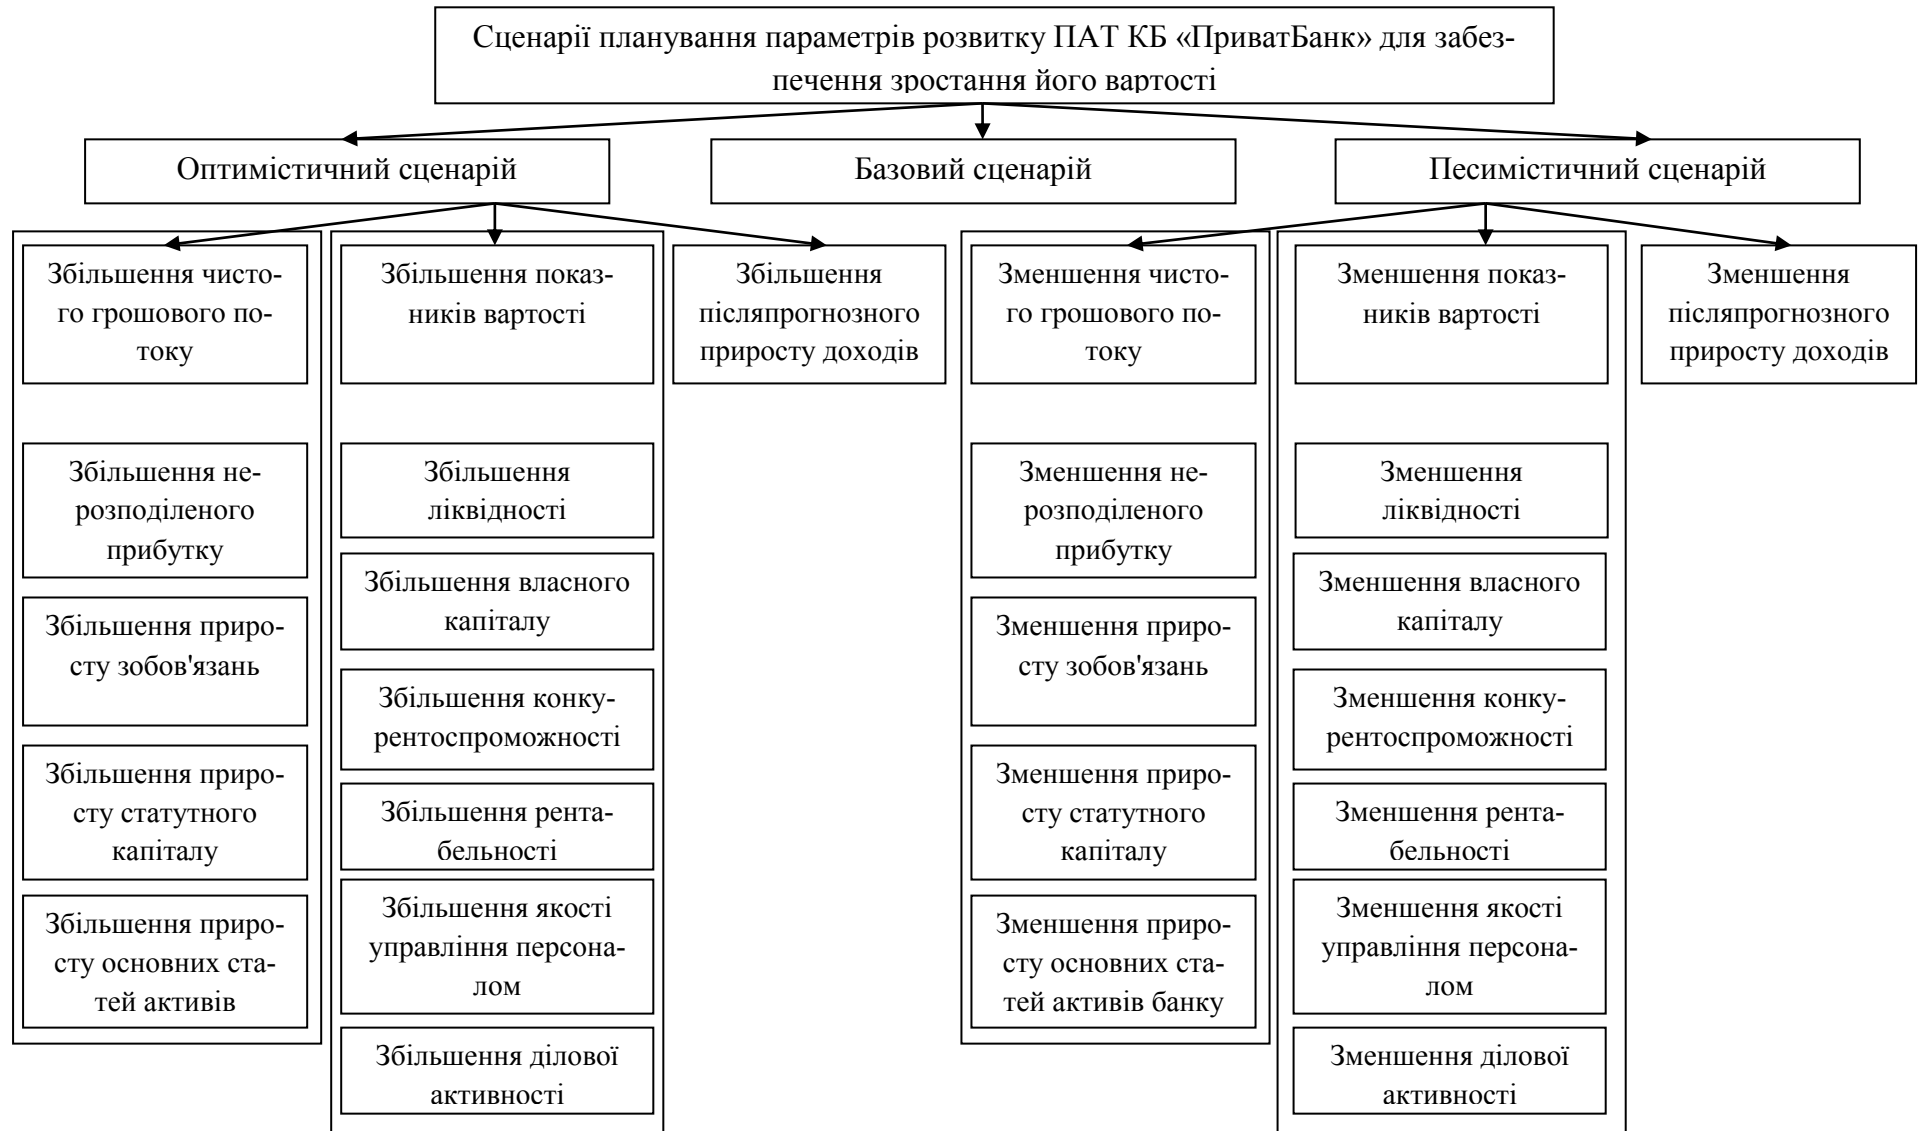 Сценарії планування параметрів розвитку ПАТ КБ «ПриватБанк» для забез-
печення зростання його вартості
Оптимістичний сценарій
Базовий сценарій
Песимістичний сценарій
Збільшення чисто-
го грошового по-
току
Збільшення показ-
ників вартості
Збільшення
післяпрогнозного
приросту доходів
Зменшення чисто-
го грошового по-
току
Зменшення показ-
ників вартості
Зменшення
післяпрогнозного
приросту доходів
Збільшення не-
розподіленого
прибутку
Збільшення приро-
сту зобов'язань
Збільшення приро-
сту статутного
капіталу
Збільшення приро-
сту основних ста-
тей активів
Збільшення
ліквідності
Збільшення власного
капіталу
Збільшення конку-
рентоспроможності
Збільшення рента-
бельності
Збільшення якості
управління персона-
лом
Збільшення ділової
активності
Зменшення не-
розподіленого
прибутку
Зменшення приро-
сту зобов'язань
Зменшення приро-
сту статутного
капіталу
Зменшення приро-
сту основних ста-
тей активів банку
Зменшення
ліквідності
Зменшення власного
капіталу
Зменшення конку-
рентоспроможності
Зменшення рента-
бельності
Зменшення якості
управління персона-
лом
Зменшення ділової
активності